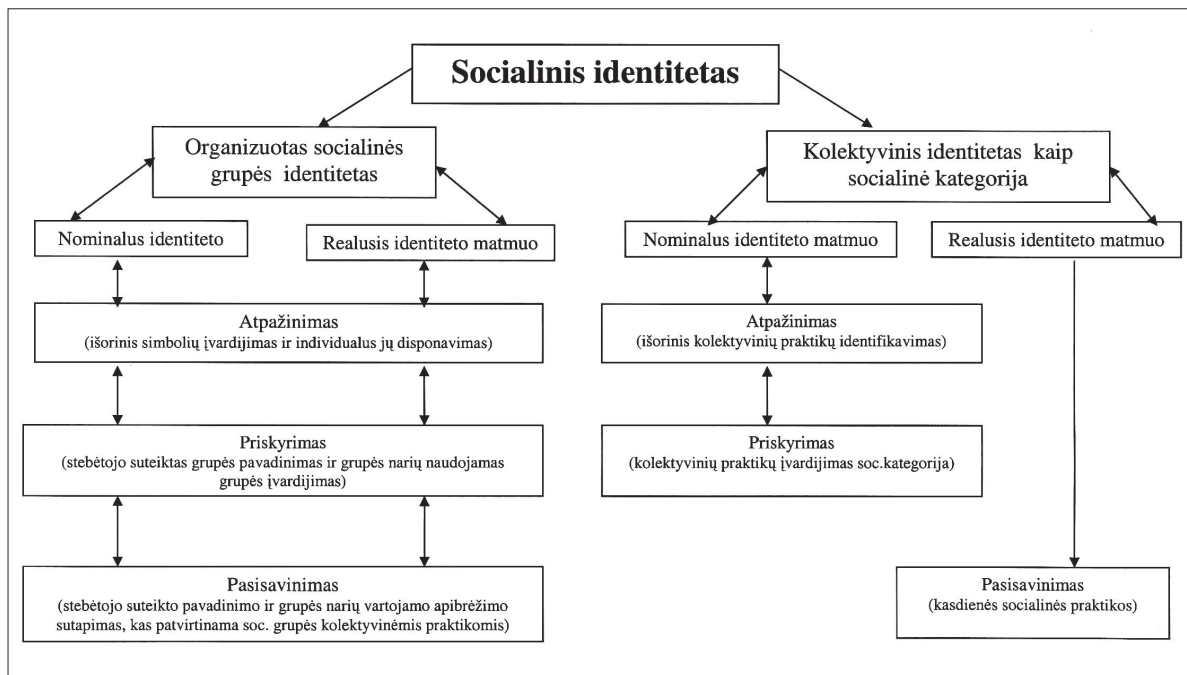 Socialinis identitetas
Organizuotas socialinės
grupės identitetas
Kolektyvinis identitetas kaip
socialinė kategorija
Nominalus identiteto
Realusis identiteto matmuo
Nominalus identiteto matmuo
Realusis identiteto matmuo
Atpažinimas
(išorinis simbolių įvardijimas ir individualus jų disponavimas)
Atpažinimas
(išorinis kolektyvinių praktikų identifikavimas)
Priskyrimas
(stebėtojo suteiktas grupės pavadinimas ir grupės narių naudojamas
grupės įvardijimas)
Priskyrimas
(kolektyvinių praktikų įvardijimas soc.kategorija)
Pasisavinimas
(stebėtojo suteikto pavadinimo ir grupės narių vartojamo apibrėžimo
sutapimas, kas patvirtinama soc. grupės kolektyvinėmis praktikomis)
Pasisavinimas
(kasdienės socialinės praktikos)